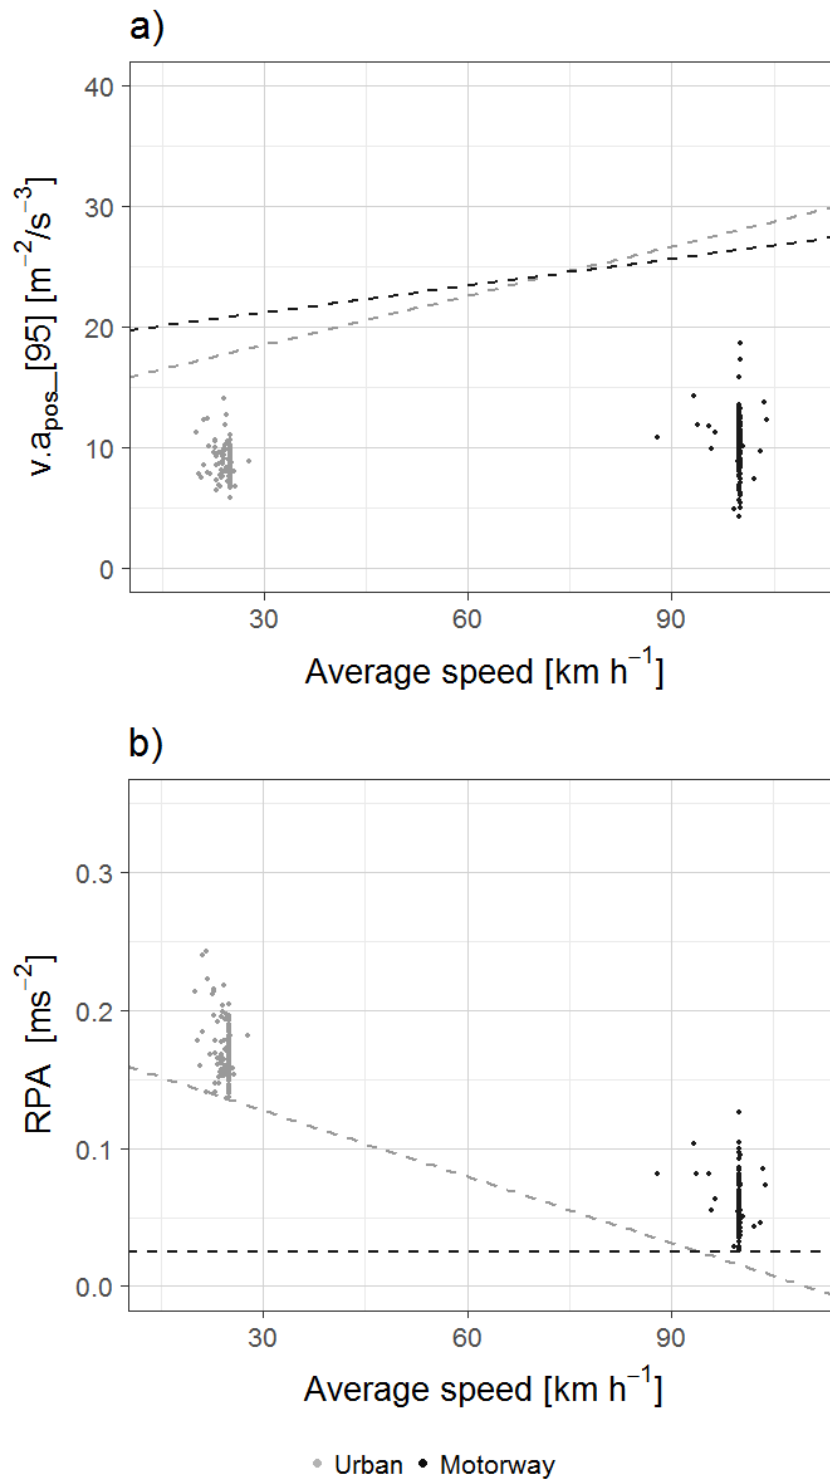 a)
40
30
20
10
0
v.a_pos_[95] [m⁻²/s⁻³]
30 60 90
Average speed [km h⁻¹]
b)
0.3
0.2
0.1
0.0
RPA [ms⁻²]
30 60 90
Average speed [km h⁻¹]
Urban Motorway